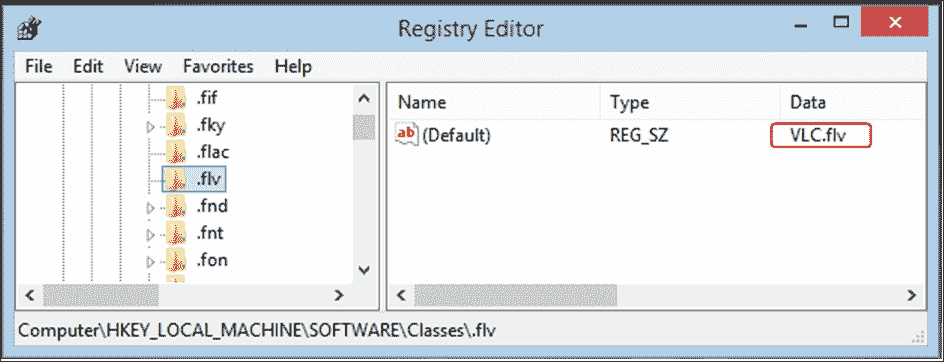 Registry Editor
File Edit View Favorites Help
.fif
.fky
.flac
.flv
.fnd
.fnt
.fon
Name Type Data
ab (Default) REG_SZ VLC.flv
Computer\HKEY_LOCAL_MACHINE\SOFTWARE\Classes\.flv